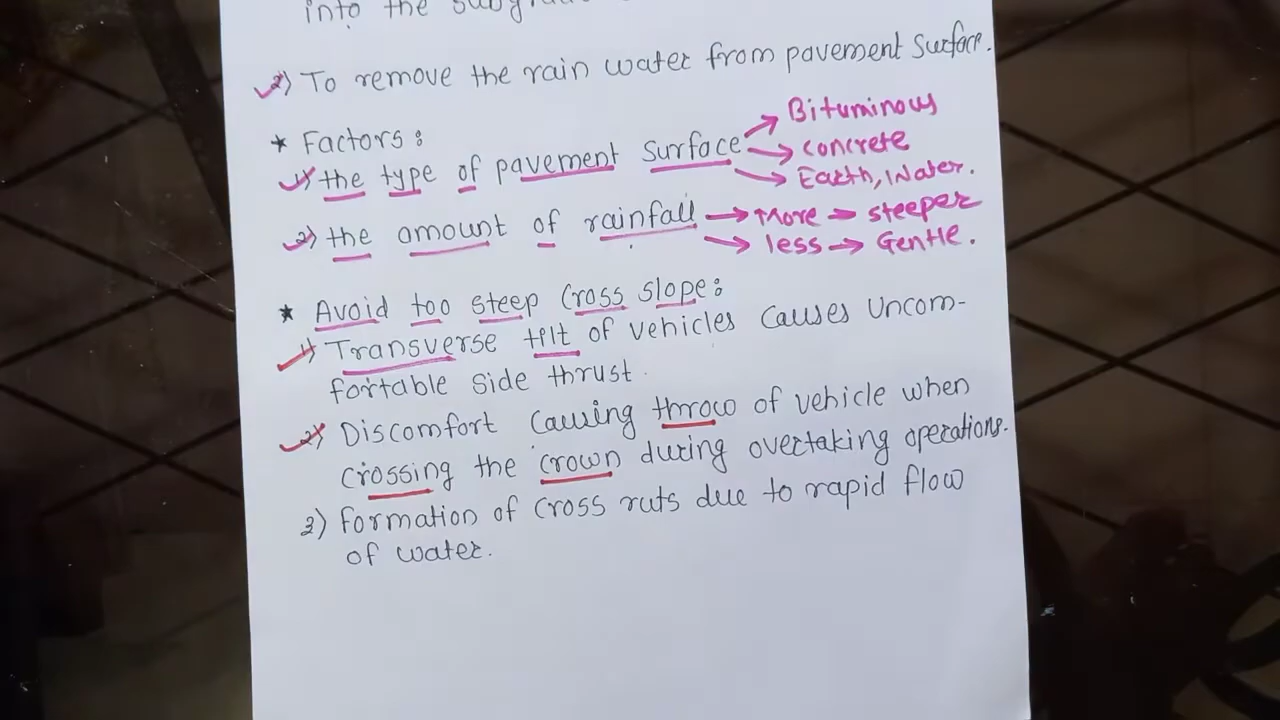 into the
2) To remove the rain water from pavement Surface.
* Factors:
1) the type of pavement Surface → Bituminous
→ Concrete
→ Earth, Water.
2) the amount of rainfall → More → steeper
→ less → Gentle.
* Avoid too steep Cross slope:
1) Transverse tilt of vehicles causes Uncom-
fortable side thrust.
2) Discomfort causing throw of vehicle when
crossing the crown during overtaking operations.
3) Formation of cross ruts due to rapid flow
of water.